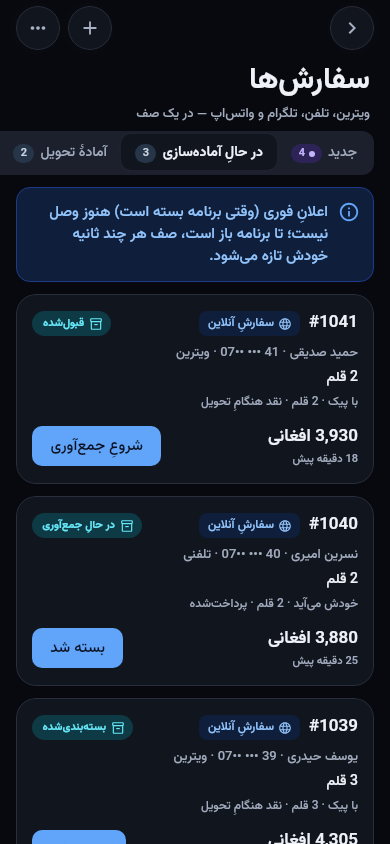 سفارش‌ها
ویترین، تلفن، تلگرام و واتس‌اپ — در یک صف
جدید 4
در حالِ آماده‌سازی 3
آمادهٔ تحویل 2
اعلانِ فوری (وقتی برنامه بسته است) هنوز وصل
نیست؛ تا برنامه باز است، صف هر چند ثانیه
خودش تازه می‌شود.
#1041 سفارشِ آنلاین قبول‌شده
حمید صدیقی · 07•• ••• 41 · ویترین
2 قلم
با پیک · 2 قلم · نقد هنگامِ تحویل
3,930 افغانی
18 دقیقه پیش
شروعِ جمع‌آوری
#1040 سفارشِ آنلاین در حالِ جمع‌آوری
نسرین امیری · 07•• ••• 40 · تلفنی
2 قلم
خودش می‌آید · 2 قلم · پرداخت‌شده
3,880 افغانی
25 دقیقه پیش
بسته شد
#1039 سفارشِ آنلاین بسته‌بندی‌شده
یوسف حیدری · 07•• ••• 39 · ویترین
3 قلم
با پیک · 3 قلم · نقد هنگامِ تحویل
4,305 افغانی